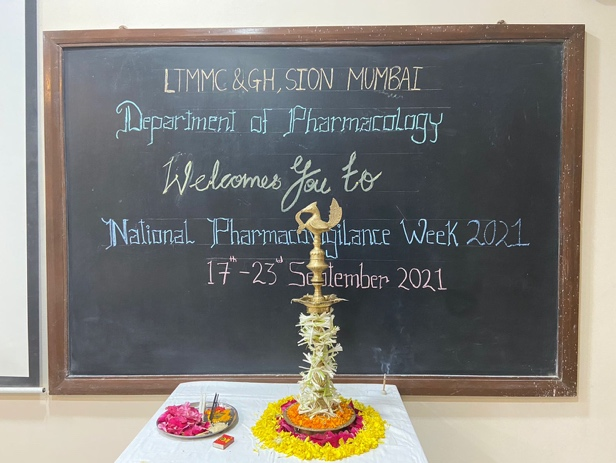 LTMMC & GH, SION MUMBAI
Department of Pharmacology
Welcomes You to
National Pharmacovigilance Week 2021
17th - 23rd September 2021